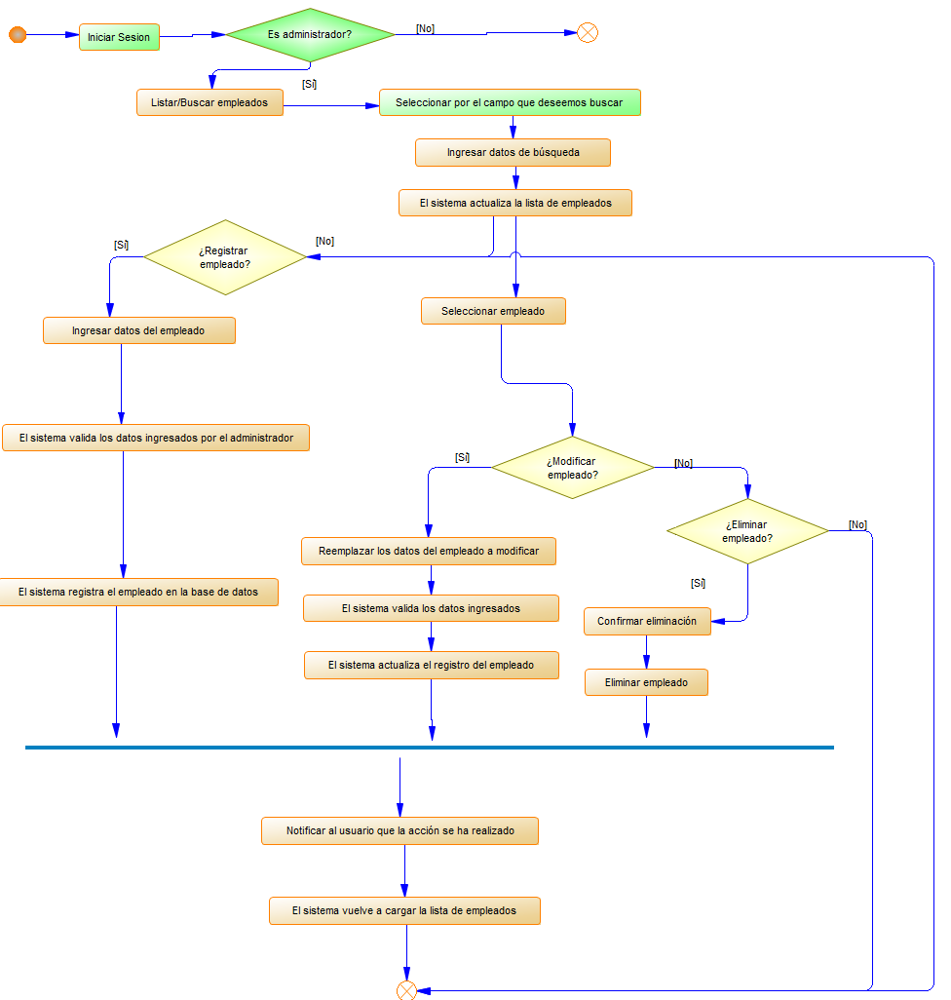 Iniciar Sesion
Es administrador?
[No]
[Sí]
Listar/Buscar empleados
Seleccionar por el campo que deseemos buscar
Ingresar datos de búsqueda
El sistema actualiza la lista de empleados
[Sí]
¿Registrar
empleado?
[No]
Ingresar datos del empleado
Seleccionar empleado
El sistema valida los datos ingresados por el administrador
[Sí]
¿Modificar
empleado?
[No]
¿Eliminar
empleado?
[No]
Reemplazar los datos del empleado a modificar
[Sí]
El sistema registra el empleado en la base de datos
El sistema valida los datos ingresados
Confirmar eliminación
El sistema actualiza el registro del empleado
Eliminar empleado
Notificar al usuario que la acción se ha realizado
El sistema vuelve a cargar la lista de empleados